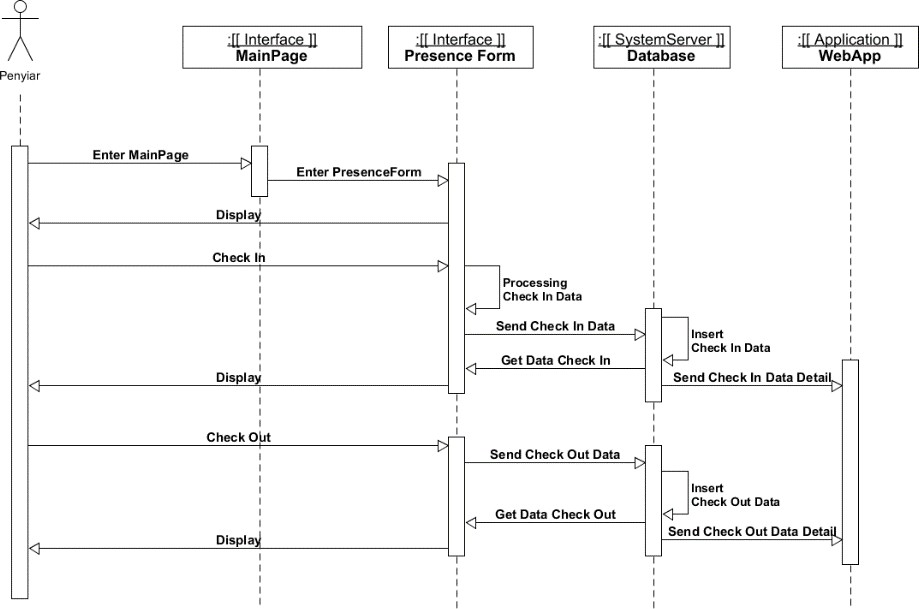 :[[ Interface ]]
MainPage
:[[ Interface ]]
Presence Form
:[[ SystemServer ]]
Database
:[[ Application ]]
WebApp
Penyiar
Enter MainPage
Enter PresenceForm
Display
Check In
Processing
Check In Data
Send Check In Data
Insert
Check In Data
Get Data Check In
Display
Send Check In Data Detail
Check Out
Send Check Out Data
Insert
Check Out Data
Get Data Check Out
Send Check Out Data Detail
Display